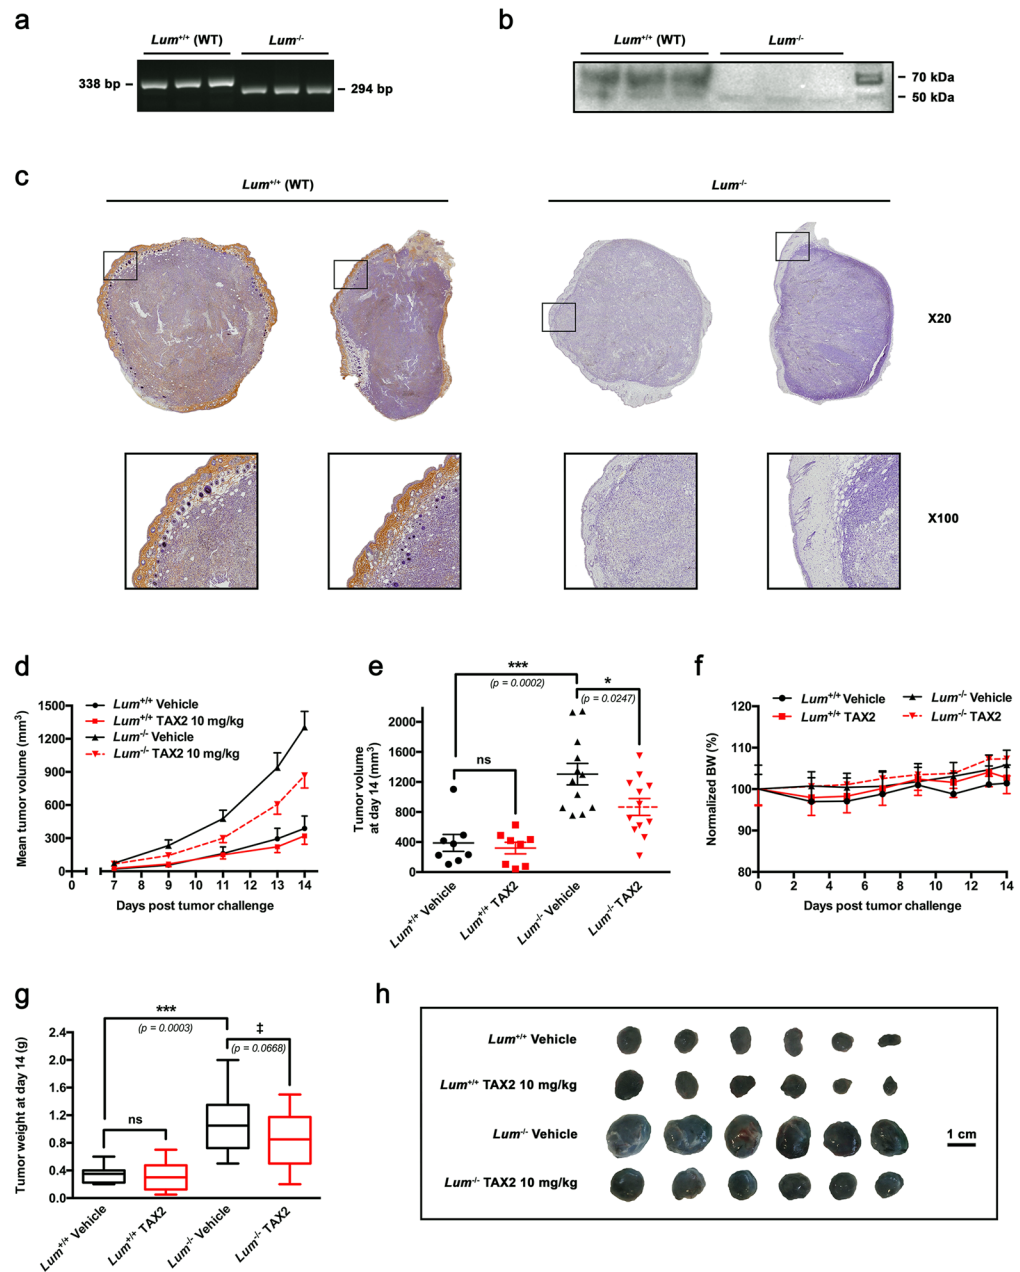 a
Lum+/+ (WT) Lum-/-
338 bp
294 bp
b
Lum+/+ (WT) Lum-/-
70 kDa
50 kDa
c
Lum+/+ (WT) Lum-/-
X20
X100
d
Mean tumor volume (mm3)
1500
1200
900
600
300
0
0 7 9 11 13 14
Days post tumor challenge
Lum+/+ Vehicle
Lum+/+ TAX2 10 mg/kg
Lum-/- Vehicle
Lum-/- TAX2 10 mg/kg
e
***
(p = 0.0002)
*
(p = 0.0247)
ns
Tumor volume
at day 14 (mm3)
2000
1600
1200
800
400
0
Lum+/+ Vehicle
Lum+/+ TAX2
Lum-/- Vehicle
Lum-/- TAX2
f
Lum+/+ Vehicle Lum-/- Vehicle
Lum+/+ TAX2 Lum-/- TAX2
Normalized BW (%)
120
110
100
90
80
0 2 4 6 8 10 12 14
Days post tumor challenge
g
***
(p = 0.0003)
‡
(p = 0.0668)
ns
Tumor weight at day 14 (g)
2.4
2.0
1.6
1.2
0.8
0.4
0.0
Lum+/+ Vehicle
Lum+/+ TAX2
Lum-/- Vehicle
Lum-/- TAX2
h
Lum+/+ Vehicle
Lum+/+ TAX2 10 mg/kg
Lum-/- Vehicle
Lum-/- TAX2 10 mg/kg
1 cm